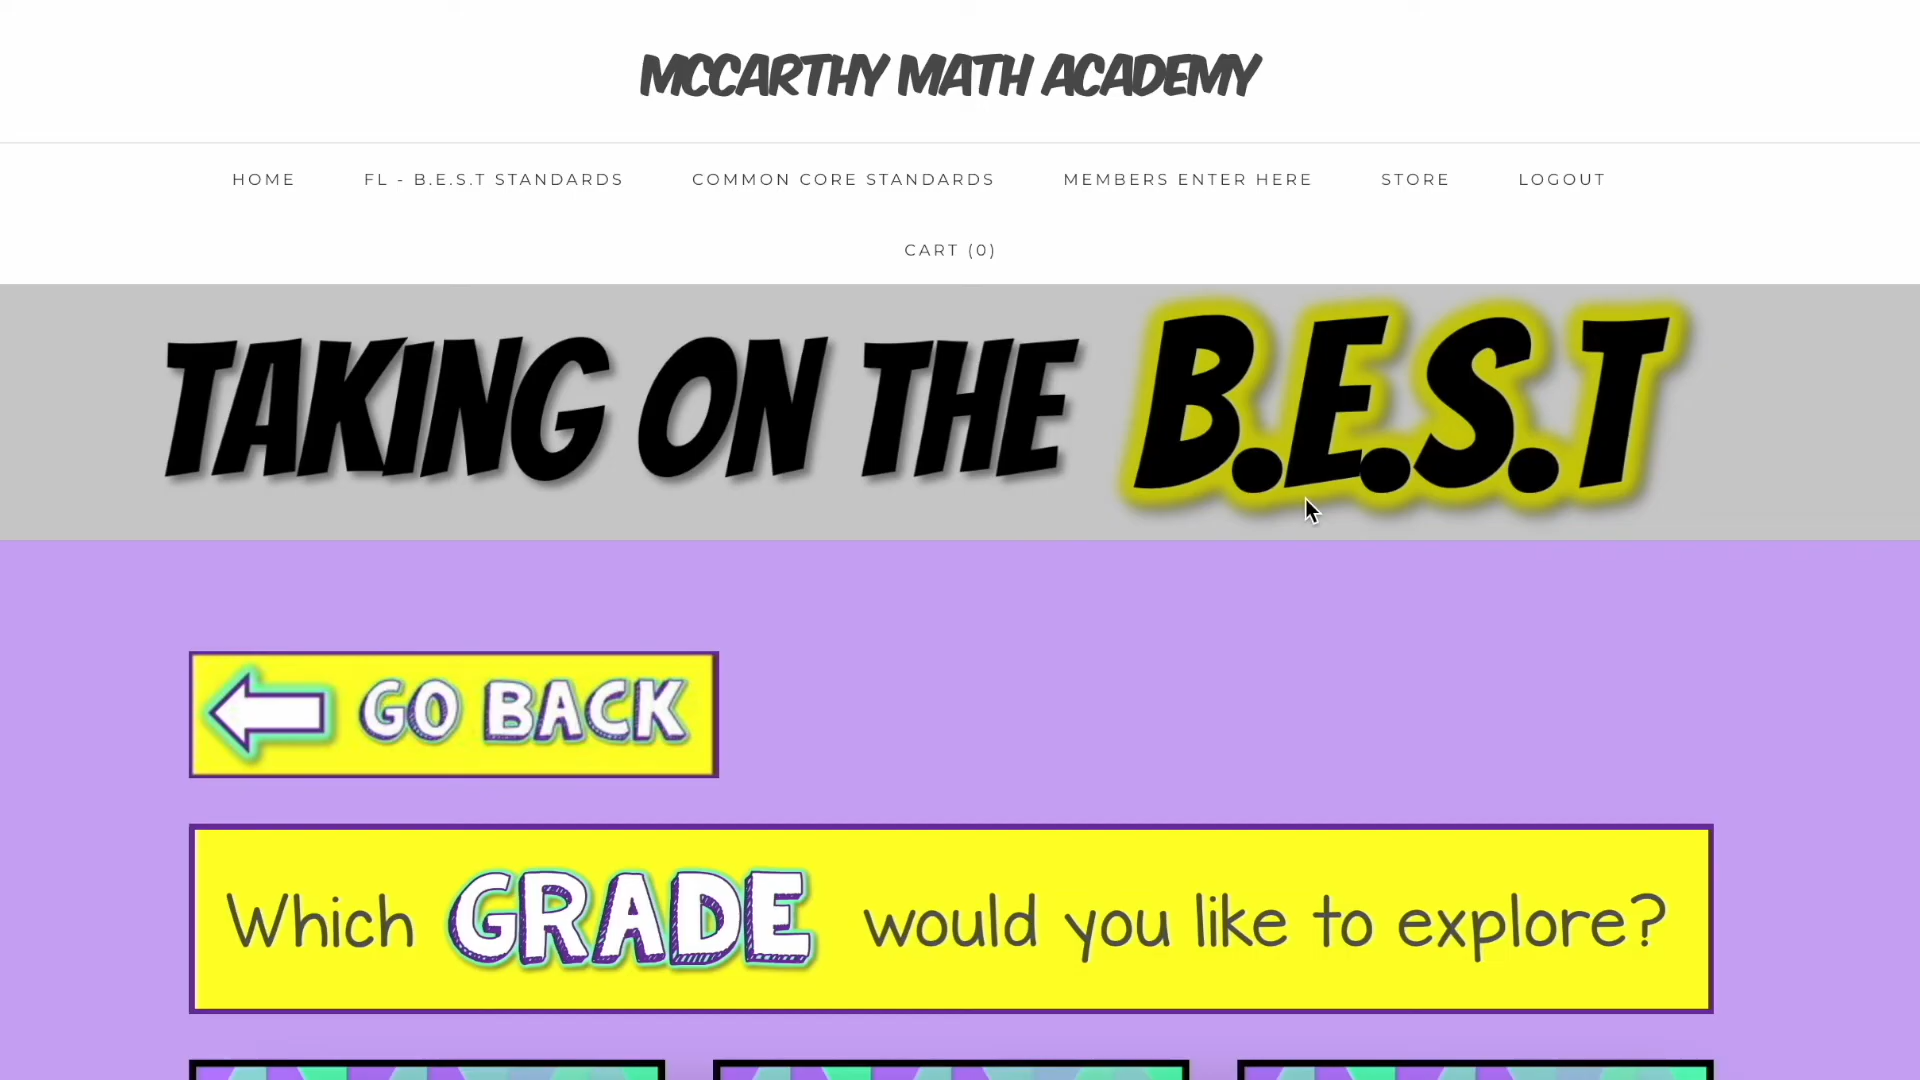 MCCARTHY MATH ACADEMY
HOME FL - B.E.S.T STANDARDS COMMON CORE STANDARDS MEMBERS ENTER HERE STORE LOGOUT
CART (0)
TAKING ON THE B.E.S.T
GO BACK
Which GRADE would you like to explore?